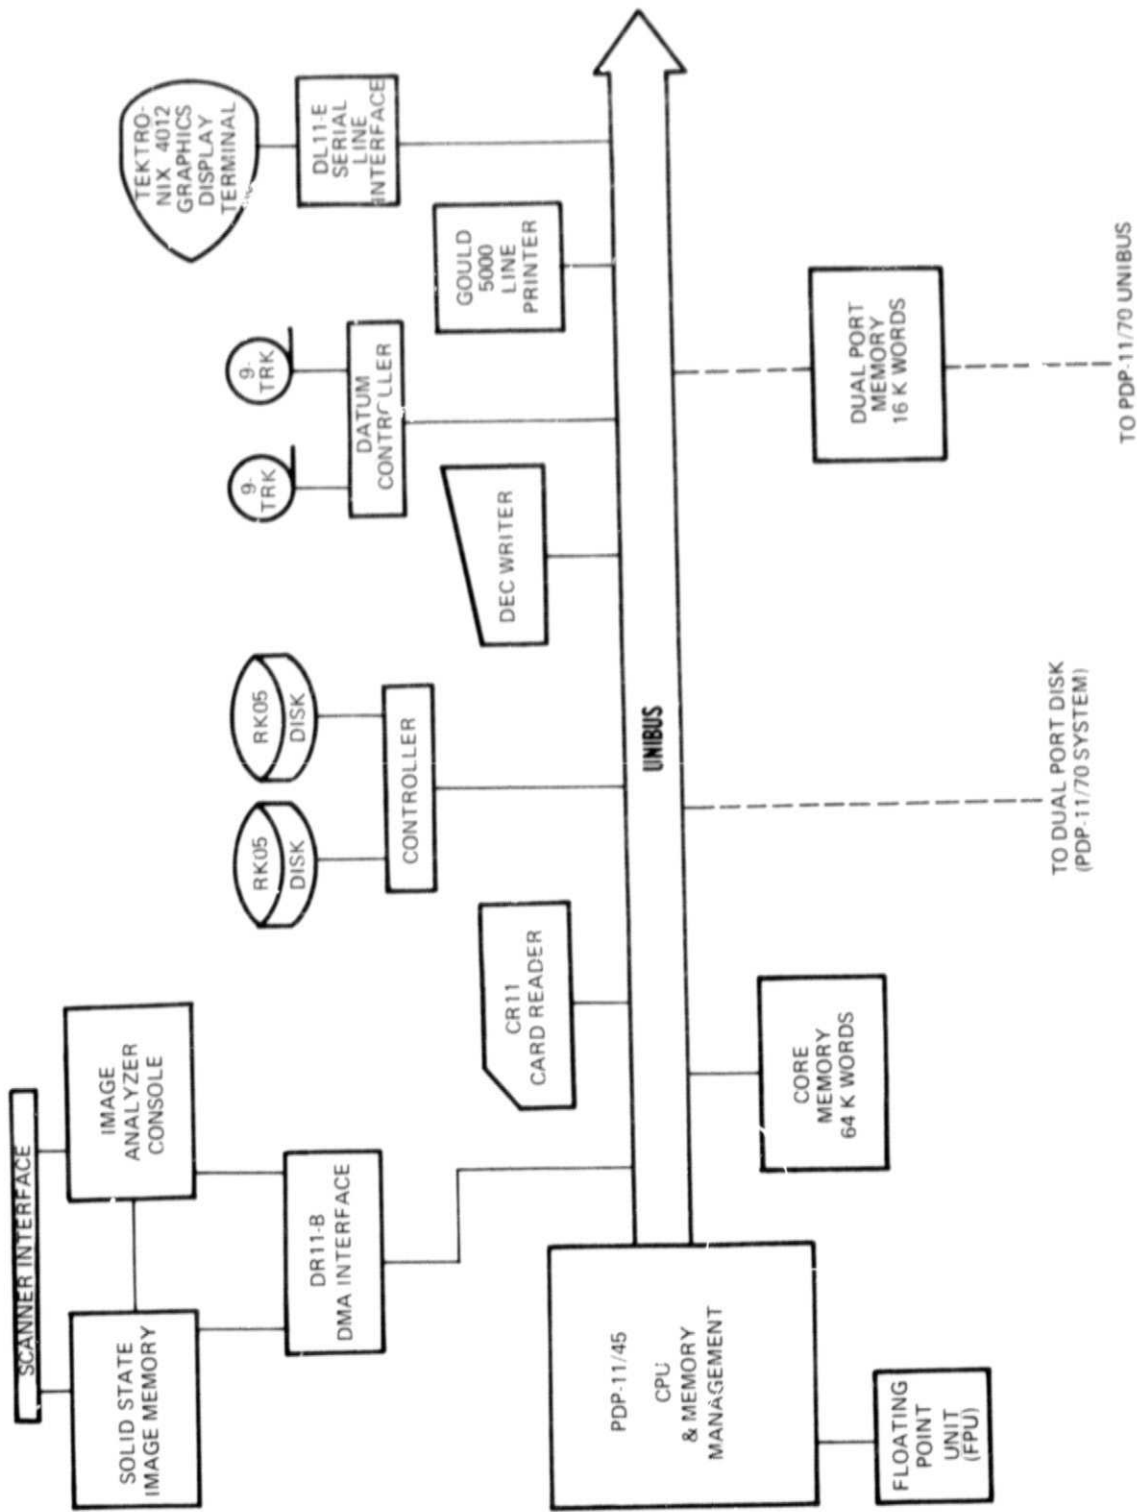 SCANNER INTERFACE
SOLID STATE
IMAGE MEMORY
IMAGE
ANALYZER
CONSOLE
DR11-B
DMA INTERFACE
RK05
DISK
RK05
DISK
CONTROLLER
9-
TRK
9-
TRK
DATUM
CONTROLLER
TEKTRO-
NIX 4012
GRAPHICS
DISPLAY
TERMINAL
DL11-E
SERIAL
LINE
INTERFACE
CR11
CARD READER
DEC WRITER
GOULD
5000
LINE
PRINTER
UNIBUS
PDP-11/45
CPU
& MEMORY
MANAGEMENT
CORE
MEMORY
64 K WORDS
DUAL PORT
MEMORY
16 K WORDS
FLOATING
POINT
UNIT
(FPU)
TO DUAL PORT DISK
(PDP-11/70 SYSTEM)
TO PDP-11/70 UNIBUS